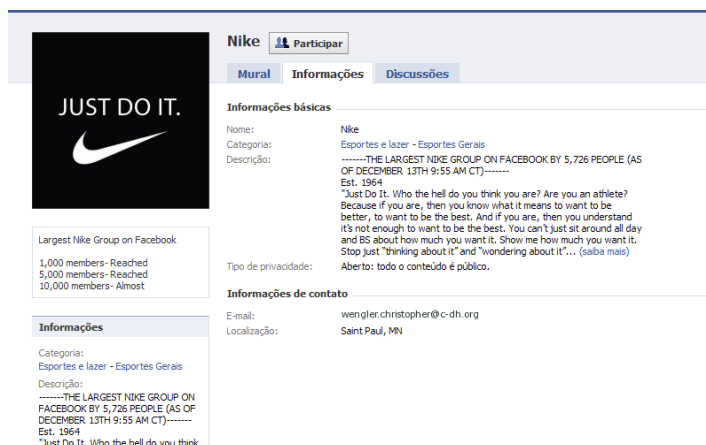 JUST DO IT.
Largest Nike Group on Facebook
1,000 members- Reached
5,000 members- Reached
10,000 members- Almost
Informações
Categoria:
Esportes e lazer - Esportes Gerais
Descrição:
-------THE LARGEST NIKE GROUP ON
FACEBOOK BY 5,726 PEOPLE (AS OF
DECEMBER 13TH 9:55 AM CT)-------
Est. 1964
"Just Do It. Who the hell do you think
Nike Participar
Mural Informações Discussões
Informações básicas
Nome: Nike
Categoria: Esportes e lazer - Esportes Gerais
Descrição: -------THE LARGEST NIKE GROUP ON FACEBOOK BY 5,726 PEOPLE (AS
OF DECEMBER 13TH 9:55 AM CT)-------
Est. 1964
"Just Do It. Who the hell do you think you are? Are you an athlete?
Because if you are, then you know what it means to want to be
better, to want to be the best. And if you are, then you understand
it's not enough to want to be the best. You can't just sit around all day
and BS about how much you want it. Show me how much you want it.
Stop just "thinking about it" and "wondering about it"... (saiba mais)
Tipo de privacidade: Aberto: todo o conteúdo é público.
Informações de contato
E-mail: wengler.christopher@c-dh.org
Localização: Saint Paul, MN